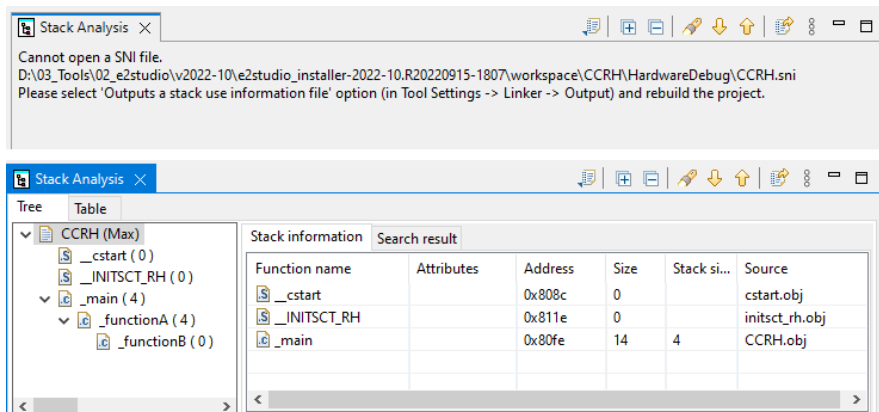 Stack Analysis
Cannot open a SNI file.
D:\03_Tools\02_e2studio\v2022-10\e2studio_installer-2022-10.R20220915-1807\workspace\CCRH\HardwareDebug\CCRH.sni
Please select 'Outputs a stack use information file' option (in Tool Settings -> Linker -> Output) and rebuild the project.
Stack Analysis
Tree Table
CCRH (Max)
__cstart ( 0 )
__INITSCT_RH ( 0 )
_main ( 4 )
_functionA ( 4 )
_functionB ( 0 )
Stack information Search result
Function name Attributes Address Size Stack si... Source
__cstart 0x808c 0 cstart.obj
__INITSCT_RH 0x811e 0 initsct_rh.obj
_main 0x80fe 14 4 CCRH.obj